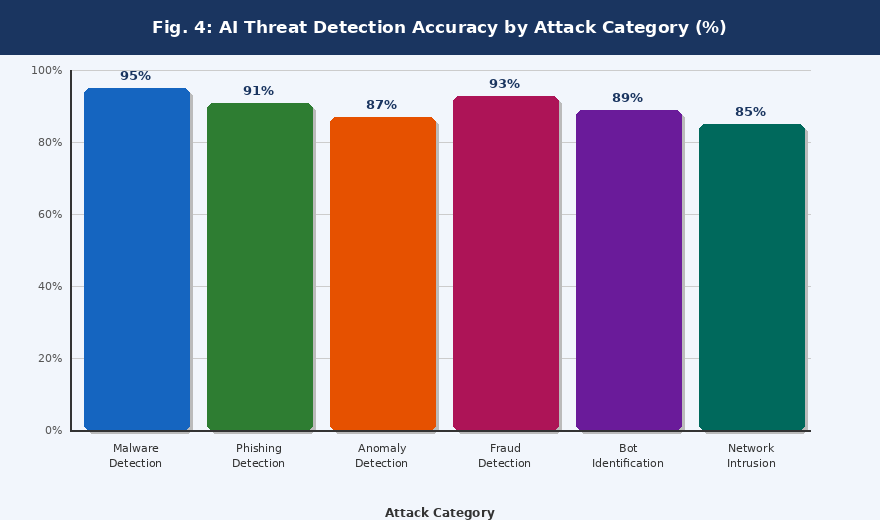 Fig. 4: AI Threat Detection Accuracy by Attack Category (%)
100%
80%
60%
40%
20%
0%
95%
91%
87%
93%
89%
85%
Malware
Detection
Phishing
Detection
Anomaly
Detection
Fraud
Detection
Bot
Identification
Network
Intrusion
Attack Category